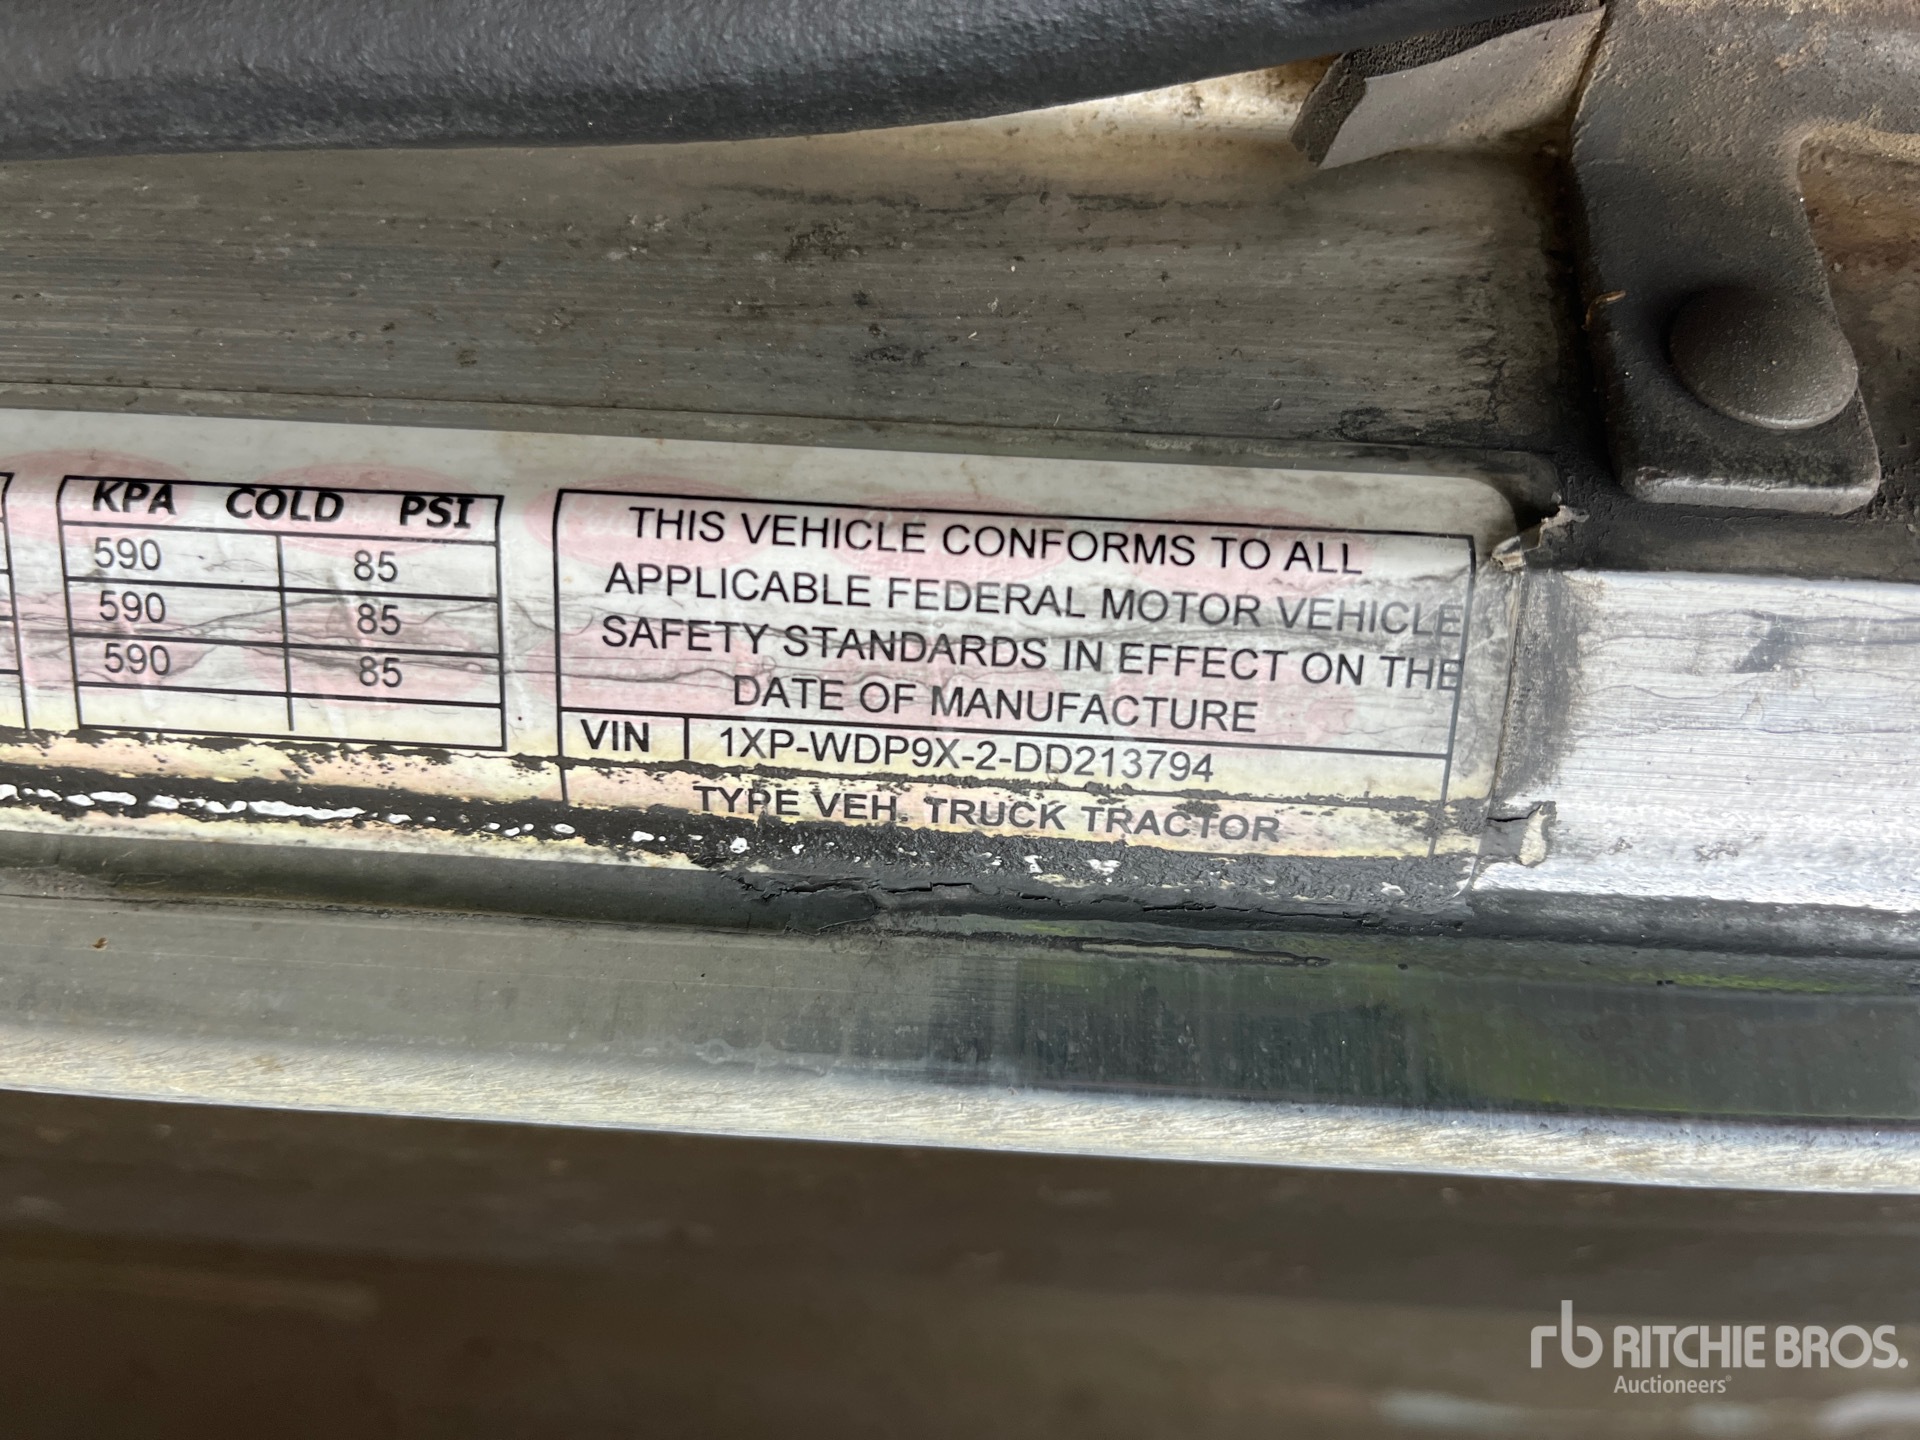 KPA COLD PSI
590 85
590 85
590 85
THIS VEHICLE CONFORMS TO ALL
APPLICABLE FEDERAL MOTOR VEHICLE
SAFETY STANDARDS IN EFFECT ON THE
DATE OF MANUFACTURE
VIN 1XP-WDP9X-2-DD213794
TYPE VEH. TRUCK TRACTOR
rb RITCHIE BROS.
Auctioneers